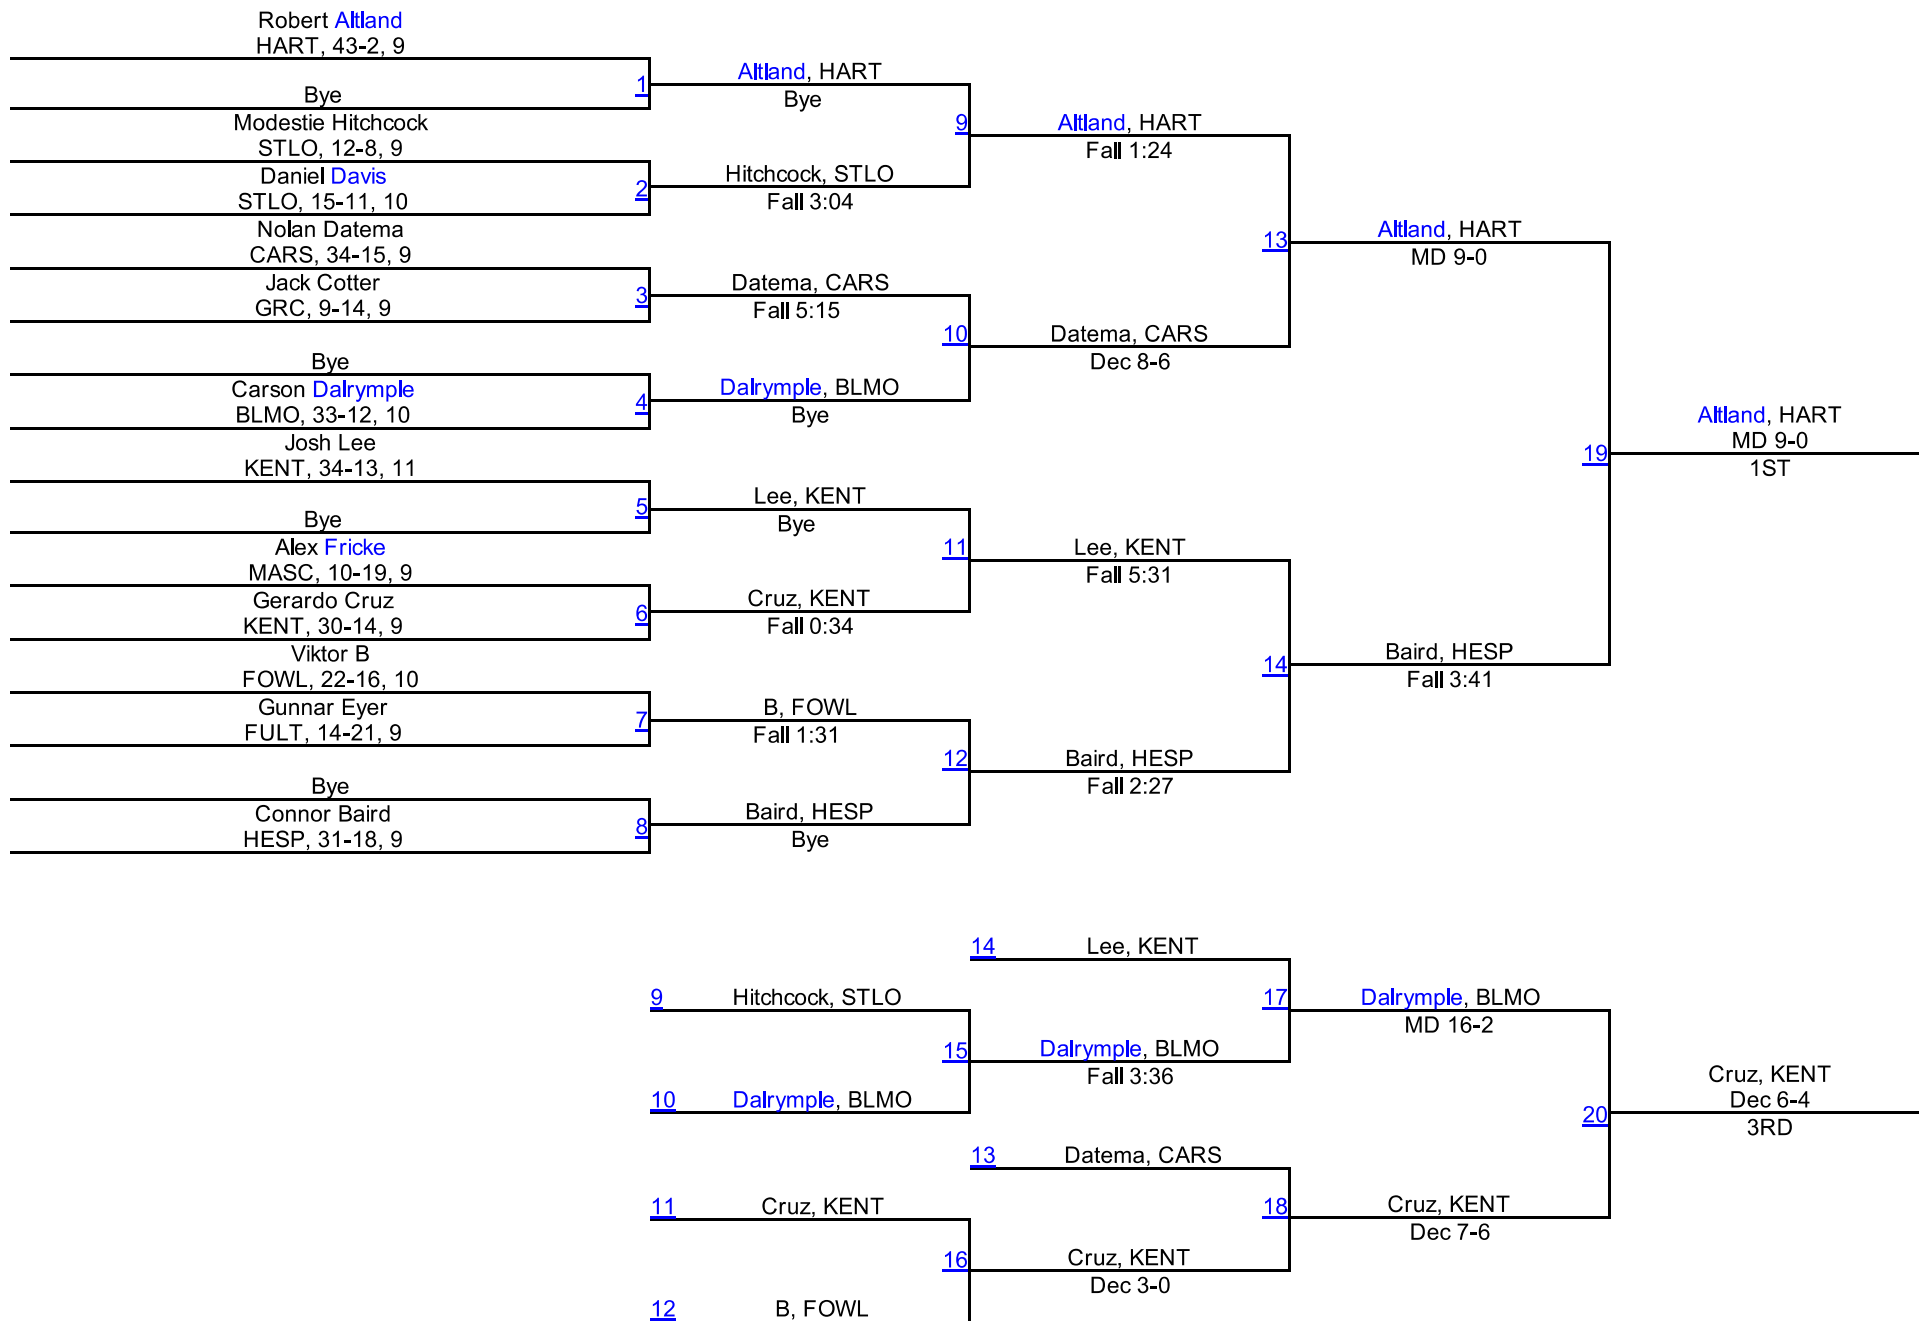 Robert Altland
HART, 43-2, 9
Bye
1
Modestie Hitchcock
STLO, 12-8, 9
Daniel Davis
STLO, 15-11, 10
2
Nolan Datema
CARS, 34-15, 9
Jack Cotter
GRC, 9-14, 9
3
Bye
Carson Dalrymple
BLMO, 33-12, 10
4
Josh Lee
KENT, 34-13, 11
Bye
5
Alex Fricke
MASC, 10-19, 9
Gerardo Cruz
KENT, 30-14, 9
6
Viktor B
FOWL, 22-16, 10
Gunnar Eyer
FULT, 14-21, 9
7
Bye
Connor Baird
HESP, 31-18, 9
8
Altland, HART
Bye
9
Hitchcock, STLO
Fall 3:04
Datema, CARS
Fall 5:15
10
Dalrymple, BLMO
Bye
Lee, KENT
Bye
11
Cruz, KENT
Fall 0:34
B, FOWL
Fall 1:31
12
Baird, HESP
Bye
Altland, HART
Fall 1:24
13
Datema, CARS
Dec 8-6
Lee, KENT
Fall 5:31
14
Baird, HESP
Fall 2:27
Altland, HART
MD 9-0
19
Baird, HESP
Fall 3:41
Altland, HART
MD 9-0
1ST
14
Lee, KENT
9
Hitchcock, STLO
17
Dalrymple, BLMO
MD 16-2
15
Dalrymple, BLMO
Fall 3:36
10
Dalrymple, BLMO
20
Cruz, KENT
Dec 6-4
3RD
13
Datema, CARS
11
Cruz, KENT
18
Cruz, KENT
Dec 7-6
16
Cruz, KENT
Dec 3-0
12
B, FOWL